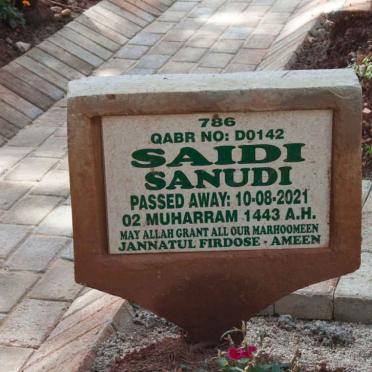 786
QABR NO: D0142
SAIDI
SANUDI
PASSED AWAY: 10-08-2021
02 MUHARRAM 1443 A.H.
MAY ALLAH GRANT ALL OUR MARHOOMEEN
JANNATUL FIRDOSE - AMEEN